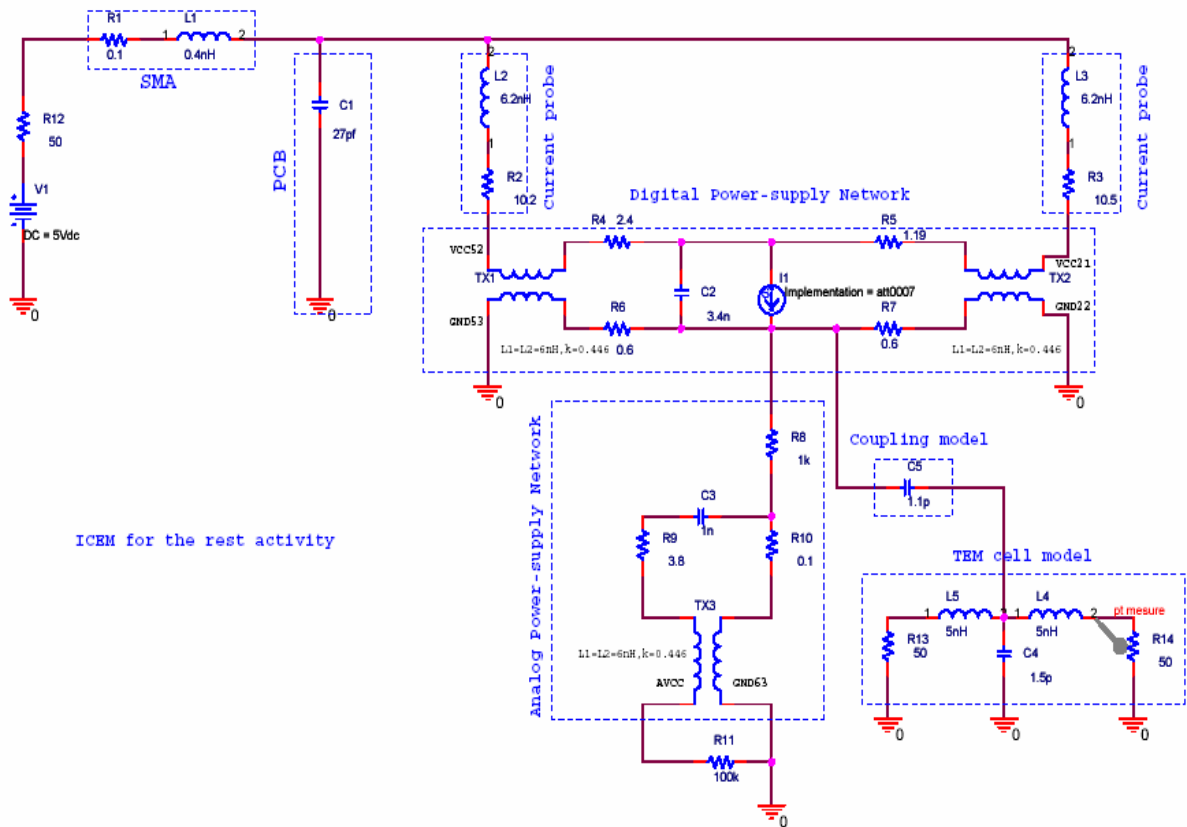 R1
L1
1
2
0.1
0.4nH
SMA
R12
50
V1
DC = 5Vdc
0
C1
27pf
PCB
0
2
L2
6.2nH
1
R2
10.2
Current probe
2
L3
6.2nH
1
R3
10.5
Current probe
Digital Power-supply Network
R4
2.4
R5
1.19
VCC52
TX1
GND53
C2
3.4n
I1
Implementation = att0007
VCC21
TX2
GND22
R6
0.6
R7
0.6
L1=L2=6nH,k=0.446
L1=L2=6nH,k=0.446
0
0
Analog Power-supply Network
R8
1k
C3
1n
R9
3.8
R10
0.1
TX3
L1=L2=6nH,k=0.446
AVCC
GND63
R11
100k
0
Coupling model
C5
1.1p
ICEM for the rest activity
TEM cell model
L5
L4
1
2
1
2
5nH
5nH
pt mesure
R13
50
C4
1.5p
R14
50
0
0
0